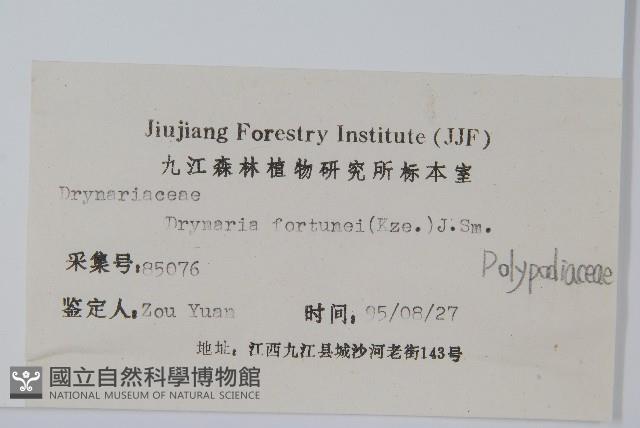 Jiujiang Forestry Institute (JJF)
九江森林植物研究所标本室
Drynariaceae
Drynaria fortunei(Kze.)J.Sm.
采集号:85076
Polypodiaceae
鉴定人:Zou Yuan 时间: 95/08/27
地址: 江西九江县城沙河老街143号
國立自然科學博物館
NATIONAL MUSEUM OF NATURAL SCIENCE